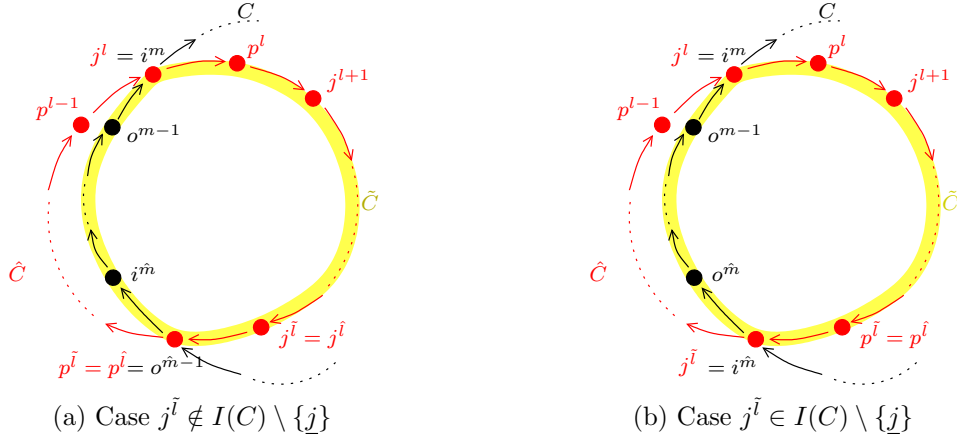 C
j^l = i^m
p^l
j^{l+1}
p^{l−1}
o^{m−1}
C̃
Ĉ
i^{m̂}
j^{l̃} = j^{l̂}
p^{l̃} = p^{l̂} = o^{m̂−1}
(a) Case j^{l̃} ∉ I(C) \ {j̲}
C
j^l = i^m
p^l
j^{l+1}
p^{l−1}
o^{m−1}
C̃
Ĉ
o^{m̂}
p^{l̃} = p^{l̂}
j^{l̃} = i^{m̂}
(b) Case j^{l̃} ∈ I(C) \ {j̲}